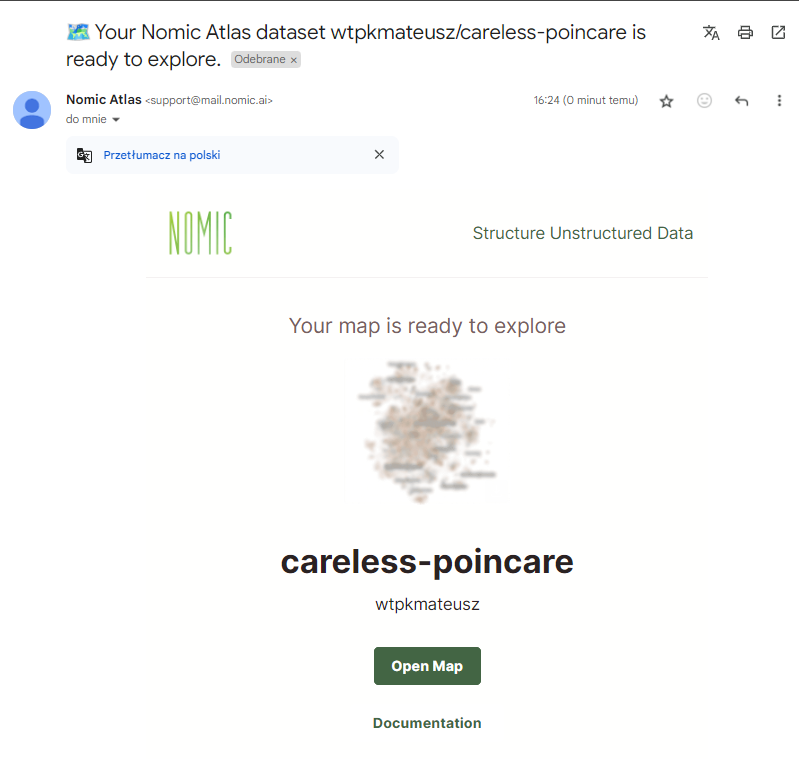 🗺️ Your Nomic Atlas dataset wtpkmateusz/careless-poincare is
ready to explore. Odebrane ×
Nomic Atlas <support@mail.nomic.ai>
16:24 (0 minut temu)
do mnie
Przetłumacz na polski
NOMIC
Structure Unstructured Data
Your map is ready to explore
careless-poincare
wtpkmateusz
Open Map
Documentation